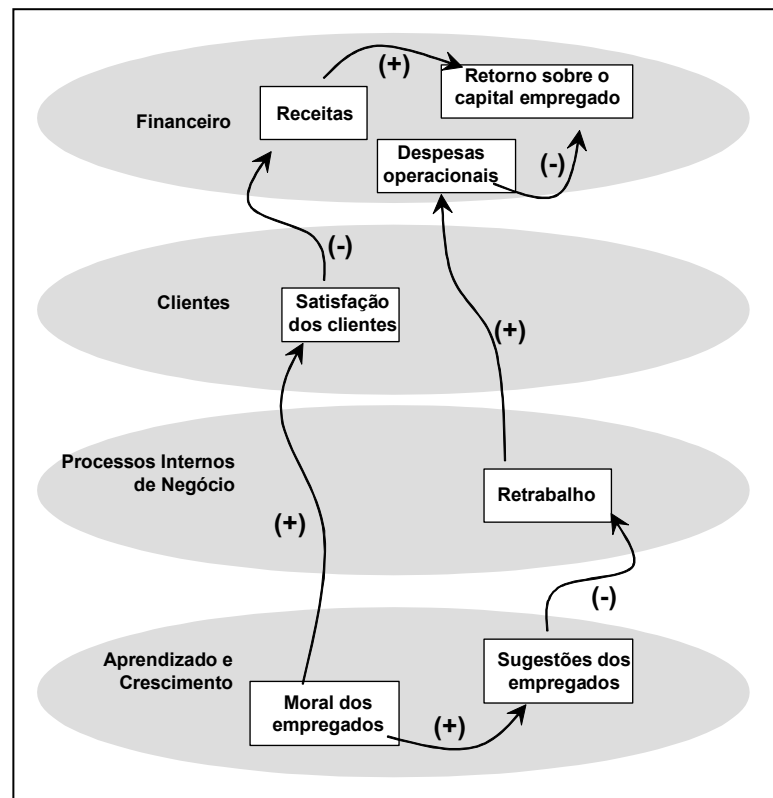 (+)
Retorno sobre o
capital empregado
Receitas
Financeiro
Despesas
operacionais
(-)
(-)
Clientes
Satisfação
dos clientes
(+)
Processos Internos
de Negócio
Retrabalho
(+)
(-)
Aprendizado e
Crescimento
Sugestões dos
empregados
Moral dos
empregados
(+)